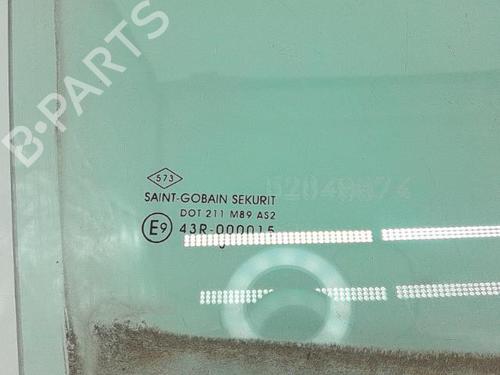 B-PARTS
573
SAINT-GOBAIN SEKURIT
DOT 211 M89 AS2
E9 43R-000015